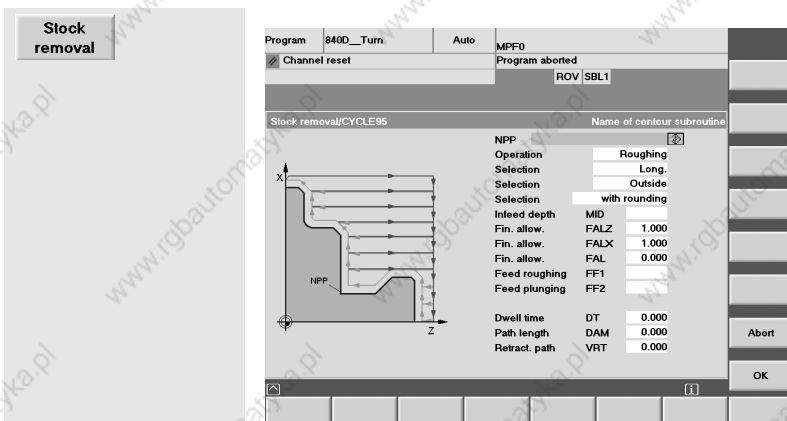 Stock
removal
Program 840D__Turn Auto MPF0
Channel reset Program aborted
ROV SBL1
Stock removal/CYCLE95 Name of contour subroutine
NPP
Operation Roughing
Selection Long.
Selection Outside
Selection with rounding
Infeed depth MID
Fin. allow. FALZ 1.000
Fin. allow. FALX 1.000
Fin. allow. FAL 0.000
Feed roughing FF1
Feed plunging FF2
Dwell time DT 0.000
Path length DAM 0.000
Retract. path VRT 0.000
X
NPP
Z
Abort
OK
i
www.rgbautomatyka.pl